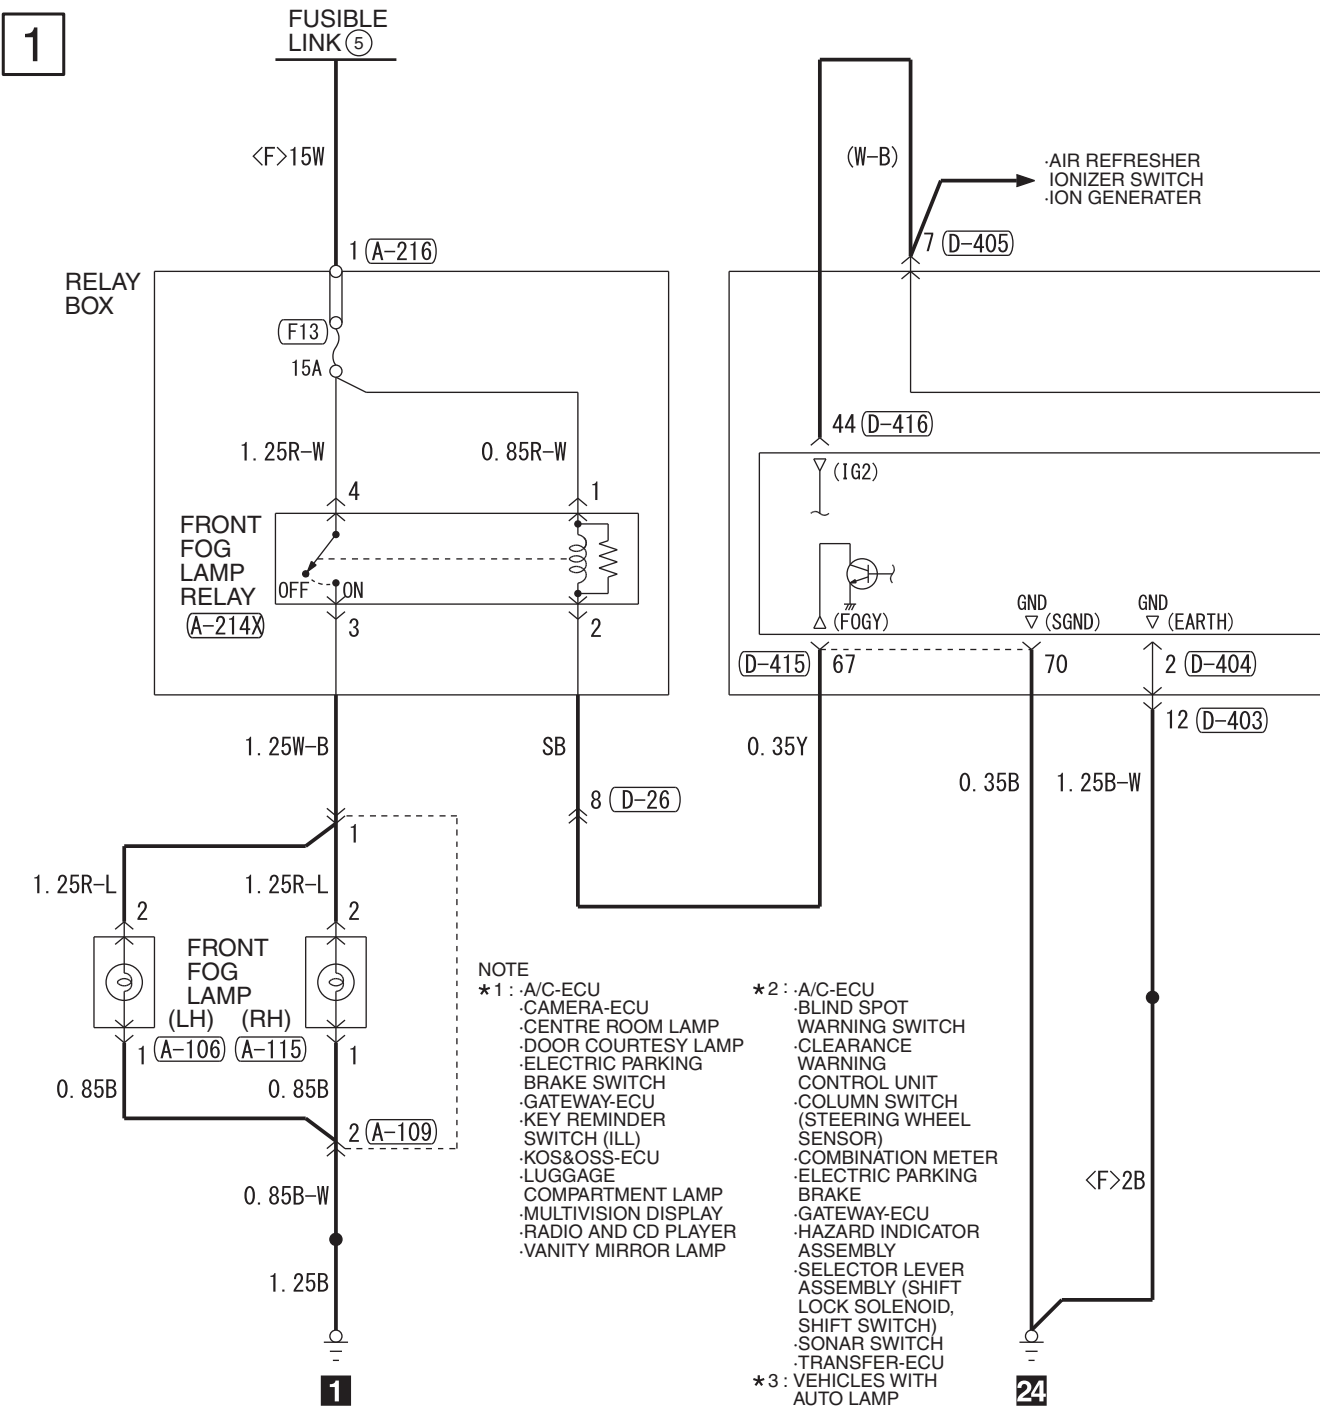 1
FUSIBLE
LINK 5
<F>15W
(W-B)
·AIR REFRESHER
IONIZER SWITCH
·ION GENERATER
1 A-216
7 D-405
RELAY
BOX
F13
15A
44 D-416
1.25R-W
0.85R-W
(IG2)
4
1
FRONT
FOG
LAMP
RELAY
A-214X
OFF
ON
3
2
(FOGY)
GND
(SGND)
GND
(EARTH)
D-415 67
70
2 D-404
12 D-403
1.25W-B
SB
0.35Y
0.35B
1.25B-W
8 D-26
1
1.25R-L
1.25R-L
2
2
FRONT
FOG
LAMP
(LH) (RH)
1 A-106 A-115 1
0.85B
0.85B
2 A-109
0.85B-W
1.25B
1
NOTE
★1 : ·A/C-ECU
·CAMERA-ECU
·CENTRE ROOM LAMP
·DOOR COURTESY LAMP
·ELECTRIC PARKING
BRAKE SWITCH
·GATEWAY-ECU
·KEY REMINDER
SWITCH (ILL)
·KOS&OSS-ECU
·LUGGAGE
COMPARTMENT LAMP
·MULTIVISION DISPLAY
·RADIO AND CD PLAYER
·VANITY MIRROR LAMP
★2 : ·A/C-ECU
·BLIND SPOT
WARNING SWITCH
·CLEARANCE
WARNING
CONTROL UNIT
·COLUMN SWITCH
(STEERING WHEEL
SENSOR)
·COMBINATION METER
·ELECTRIC PARKING
BRAKE
·GATEWAY-ECU
·HAZARD INDICATOR
ASSEMBLY
·SELECTOR LEVER
ASSEMBLY (SHIFT
LOCK SOLENOID,
SHIFT SWITCH)
·SONAR SWITCH
·TRANSFER-ECU
★3 : VEHICLES WITH
AUTO LAMP
<F>2B
24